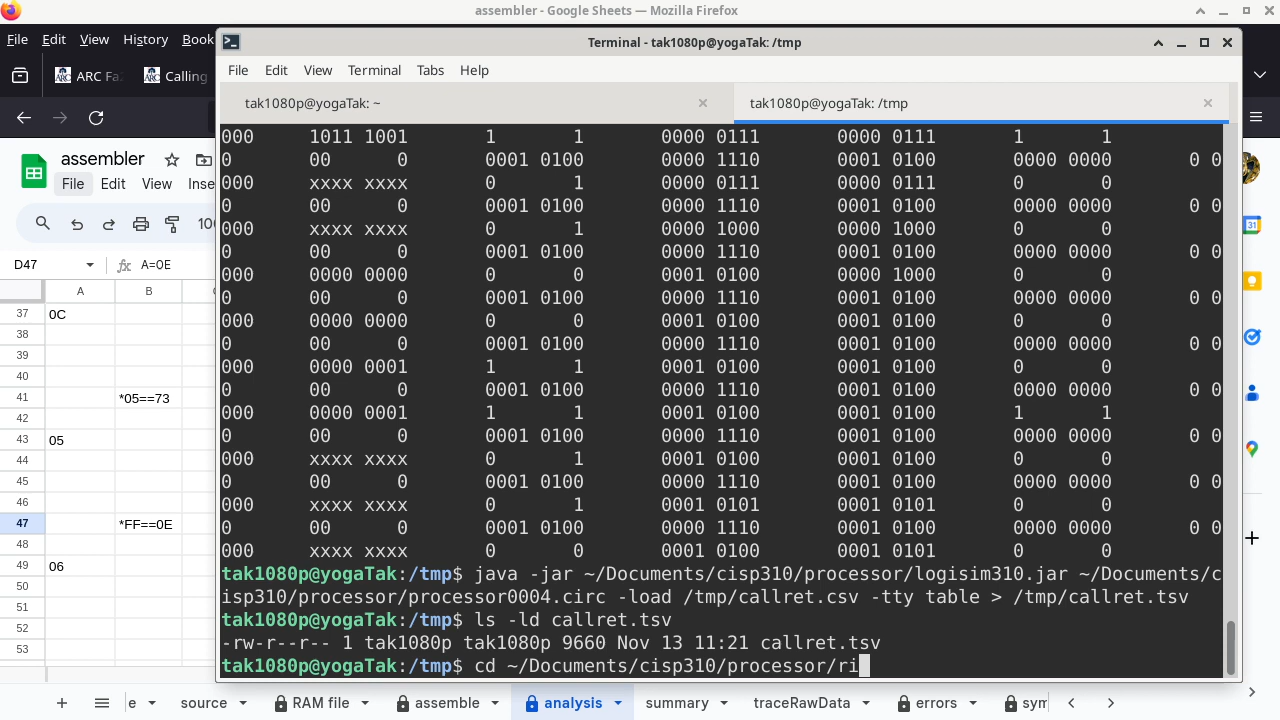 assembler - Google Sheets — Mozilla Firefox
File Edit View History Book
Terminal - tak1080p@yogaTak: /tmp
File Edit View Terminal Tabs Help
ARC Fa2 Calling
tak1080p@yogaTak: ~ tak1080p@yogaTak: /tmp
assembler
File Edit View Inse
100
D47 A=0E
A B
37 0C
38
39
40
41 *05==73
42
43 05
44
45
46
47 *FF==0E
48
49 06
50
51
52
53
000 1011 1001 1 1 0000 0111 0000 0111 1 1
0 00 0 0001 0100 0000 1110 0001 0100 0000 0000 0 0
000 xxxx xxxx 0 1 0000 0111 0000 0111 0 0
0 00 0 0001 0100 0000 1110 0001 0100 0000 0000 0 0
000 xxxx xxxx 0 1 0000 1000 0000 1000 0 0
0 00 0 0001 0100 0000 1110 0001 0100 0000 0000 0 0
000 0000 0000 0 0 0001 0100 0000 1000 0 0
0 00 0 0001 0100 0000 1110 0001 0100 0000 0000 0 0
000 0000 0000 0 0 0001 0100 0001 0100 0 0
0 00 0 0001 0100 0000 1110 0001 0100 0000 0000 0 0
000 0000 0001 1 1 0001 0100 0001 0100 0 0
0 00 0 0001 0100 0000 1110 0001 0100 0000 0000 0 0
000 0000 0001 1 1 0001 0100 0001 0100 1 1
0 00 0 0001 0100 0000 1110 0001 0100 0000 0000 0 0
000 xxxx xxxx 0 1 0001 0100 0001 0100 0 0
0 00 0 0001 0100 0000 1110 0001 0100 0000 0000 0 0
000 xxxx xxxx 0 1 0001 0101 0001 0101 0 0
0 00 0 0001 0100 0000 1110 0001 0100 0000 0000 0 0
000 xxxx xxxx 0 0 0001 0100 0001 0101 0 0
tak1080p@yogaTak:/tmp$ java -jar ~/Documents/cisp310/processor/logisim310.jar ~/Documents/c
isp310/processor/processor0004.circ -load /tmp/callret.csv -tty table > /tmp/callret.tsv
tak1080p@yogaTak:/tmp$ ls -ld callret.tsv
-rw-r--r-- 1 tak1080p tak1080p 9660 Nov 13 11:21 callret.tsv
tak1080p@yogaTak:/tmp$ cd ~/Documents/cisp310/processor/ri
31
e source RAM file assemble analysis summary traceRawData errors sym